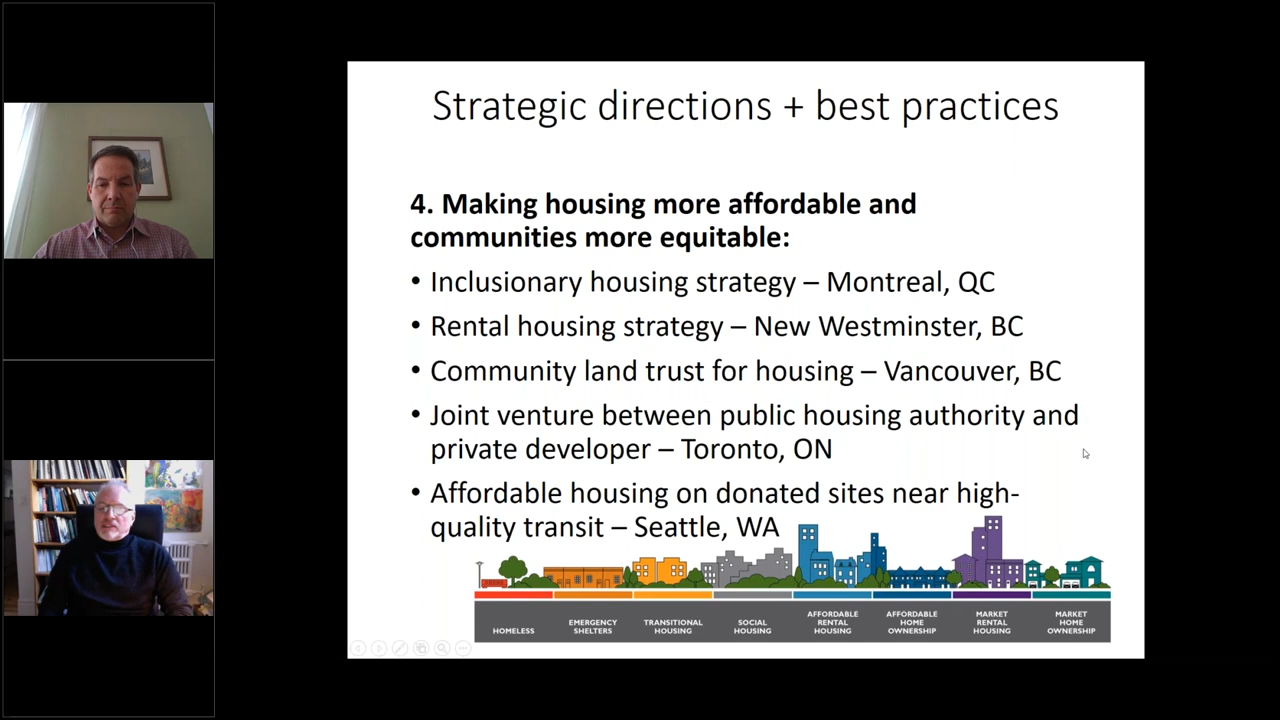 Strategic directions + best practices
4. Making housing more affordable and
communities more equitable:
• Inclusionary housing strategy – Montreal, QC
• Rental housing strategy – New Westminster, BC
• Community land trust for housing – Vancouver, BC
• Joint venture between public housing authority and
private developer – Toronto, ON
• Affordable housing on donated sites near high-
quality transit – Seattle, WA
HOMELESS
EMERGENCY
SHELTERS
TRANSITIONAL
HOUSING
SOCIAL
HOUSING
AFFORDABLE
RENTAL
HOUSING
AFFORDABLE
HOME
OWNERSHIP
MARKET
RENTAL
HOUSING
MARKET
HOME
OWNERSHIP